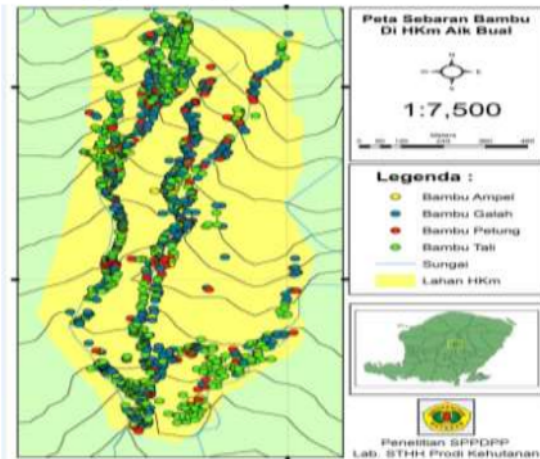 Peta Sebaran Bambu
Di HKm Aik Bual
1:7,500
Legenda :
Bambu Ampel
Bambu Galah
Bambu Petung
Bambu Tali
Sungai
Lahan HKm
Penelitian SPPDPP
Lab. STHH Prodi Kehutanan